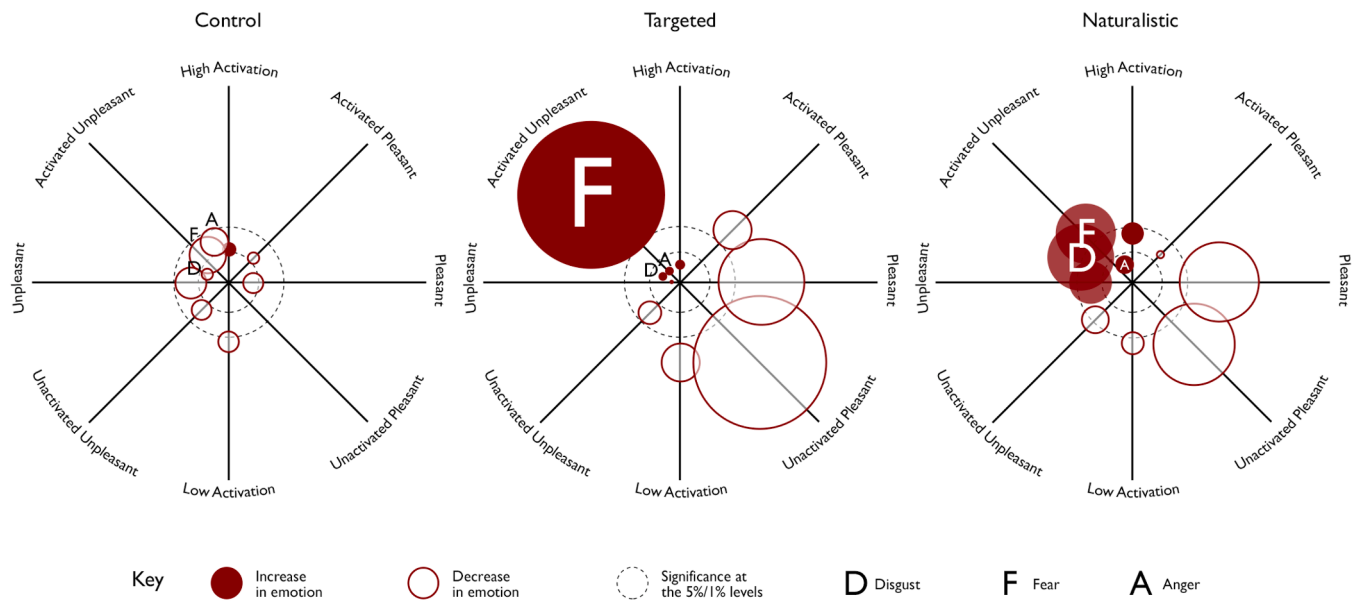 Control
High Activation
Activated Unpleasant
Activated Pleasant
A
F
D
Unpleasant
Pleasant
Unactivated Unpleasant
Unactivated Pleasant
Low Activation
Targeted
High Activation
Activated Unpleasant
Activated Pleasant
F
A
D
Unpleasant
Pleasant
Unactivated Unpleasant
Unactivated Pleasant
Low Activation
Naturalistic
High Activation
Activated Unpleasant
Activated Pleasant
F
D
A
Unpleasant
Pleasant
Unactivated Unpleasant
Unactivated Pleasant
Low Activation
Key
Increase
in emotion
Decrease
in emotion
Significance at
the 5%/1% levels
D Disgust
F Fear
A Anger